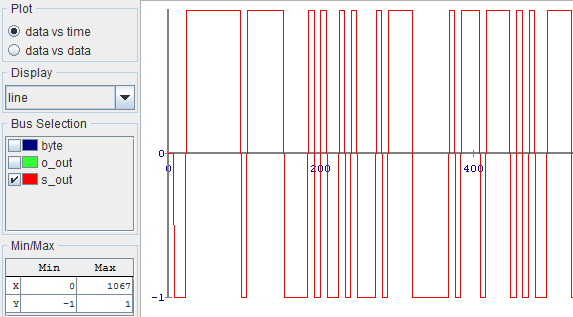 Plot
data vs time
data vs data
Display
line
Bus Selection
byte
o_out
s_out
Min/Max
Min Max
X 0 1067
Y -1 1
0
0 200 400
-1